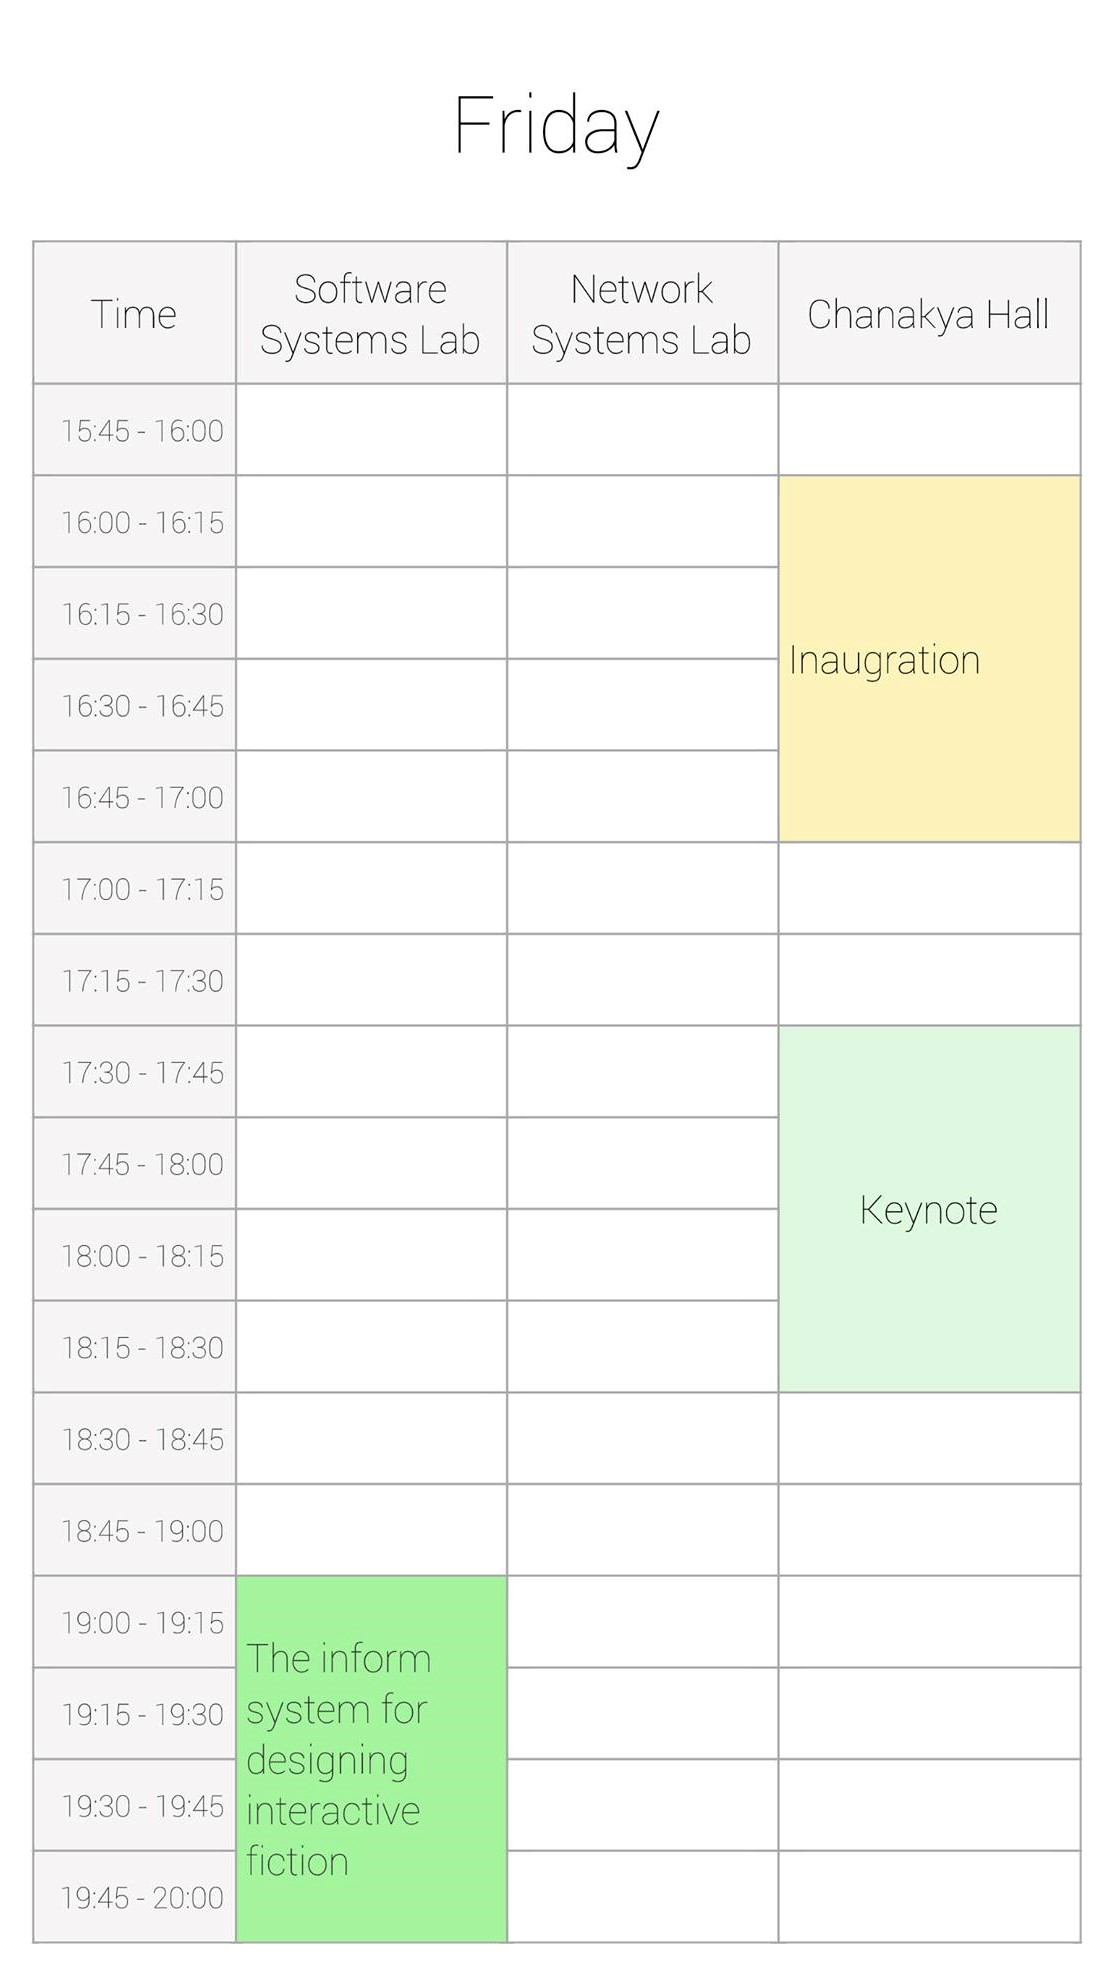 Friday
Time
Software
Systems Lab
Network
Systems Lab
Chanakya Hall
15:45 - 16:00
16:00 - 16:15
16:15 - 16:30
Inaugration
16:30 - 16:45
16:45 - 17:00
17:00 - 17:15
17:15 - 17:30
17:30 - 17:45
17:45 - 18:00
Keynote
18:00 - 18:15
18:15 - 18:30
18:30 - 18:45
18:45 - 19:00
19:00 - 19:15
The inform
system for
designing
interactive
fiction
19:15 - 19:30
19:30 - 19:45
19:45 - 20:00